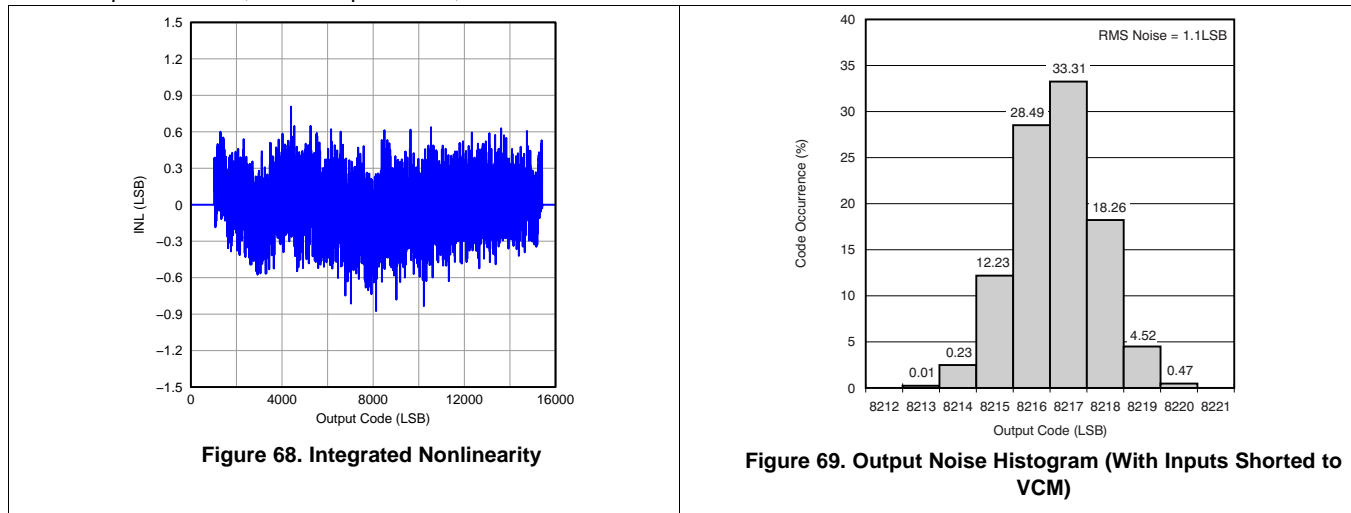 1.5
1.2
0.9
0.6
0.3
0
−0.3
−0.6
−0.9
−1.2
−1.5
INL (LSB)
0 4000 8000 12000 16000
Output Code (LSB)
Figure 68. Integrated Nonlinearity
40
35
30
25
20
15
10
5
0
Code Occurrence (%)
RMS Noise = 1.1LSB
0.01
0.23
12.23
28.49
33.31
18.26
4.52
0.47
8212 8213 8214 8215 8216 8217 8218 8219 8220 8221
Output Code (LSB)
Figure 69. Output Noise Histogram (With Inputs Shorted to
VCM)